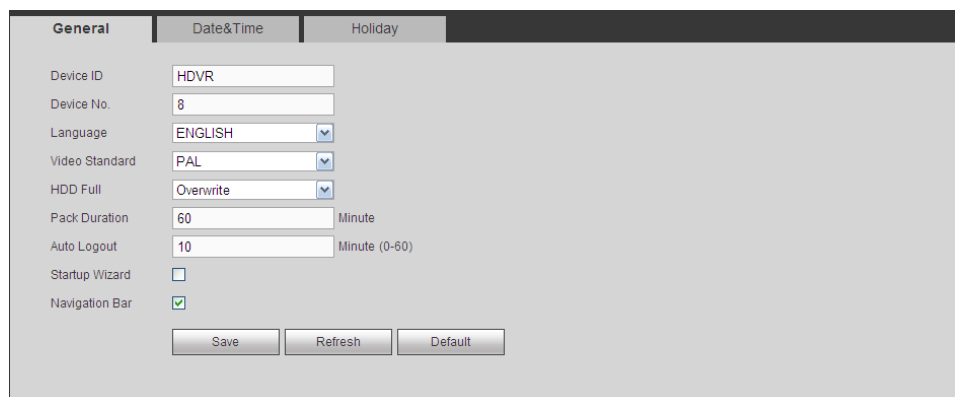 General Date&Time Holiday
Device ID HDVR
Device No. 8
Language ENGLISH
Video Standard PAL
HDD Full Overwrite
Pack Duration 60 Minute
Auto Logout 10 Minute (0-60)
Startup Wizard
Navigation Bar
Save Refresh Default